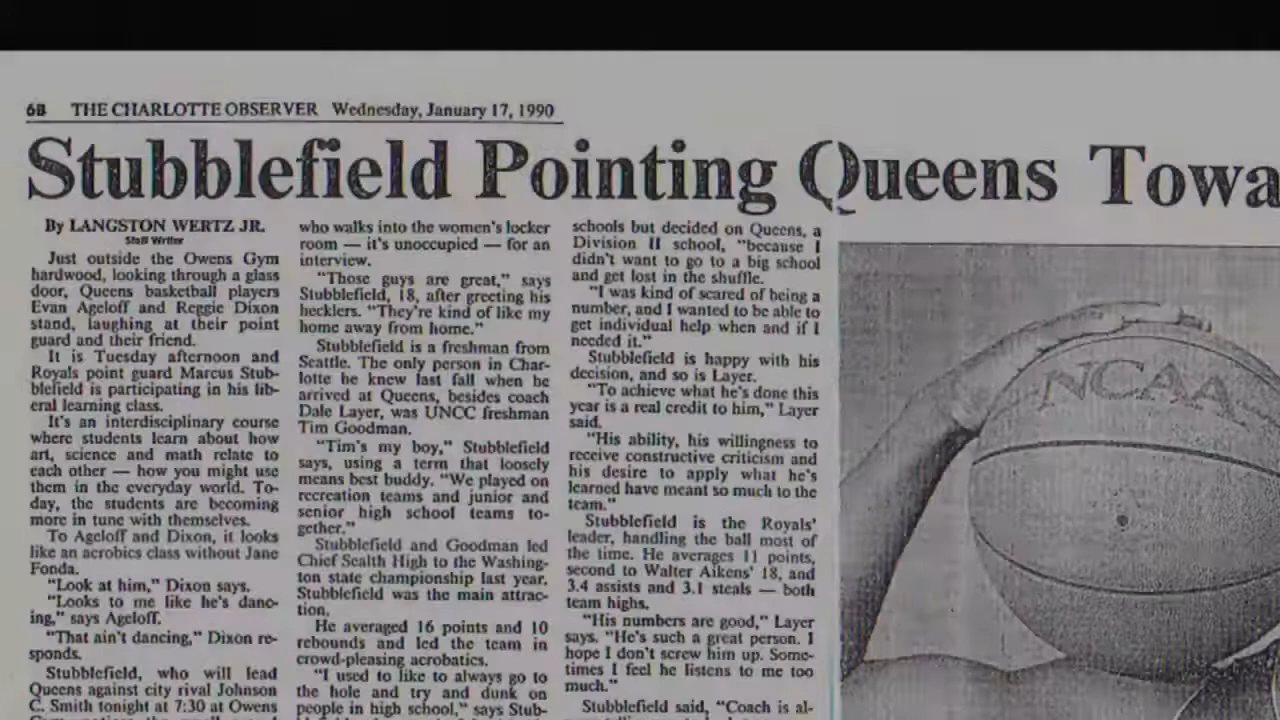 6B THE CHARLOTTE OBSERVER Wednesday, January 17, 1990
Stubblefield Pointing Queens Towa
By LANGSTON WERTZ JR.
Staff Writer
Just outside the Owens Gym
hardwood, looking through a glass
door, Queens basketball players
Evan Ageloff and Reggie Dixon
stand, laughing at their point
guard and their friend.
It is Tuesday afternoon and
Royals point guard Marcus Stub-
blefield is participating in his lib-
eral learning class.
It's an interdisciplinary course
where students learn about how
art, science and math relate to
each other — how you might use
them in the everyday world. To-
day, the students are becoming
more in tune with themselves.
To Ageloff and Dixon, it looks
like an aerobics class without Jane
Fonda.
"Look at him," Dixon says.
"Looks to me like he's danc-
ing," says Ageloff.
"That ain't dancing," Dixon re-
sponds.
Stubblefield, who will lead
Queens against city rival Johnson
C. Smith tonight at 7:30 at Owens
who walks into the women's locker
room — it's unoccupied — for an
interview.
"Those guys are great," says
Stubblefield, 18, after greeting his
hecklers. "They're kind of like my
home away from home."
Stubblefield is a freshman from
Seattle. The only person in Char-
lotte he knew last fall when he
arrived at Queens, besides coach
Dale Layer, was UNCC freshman
Tim Goodman.
"Tim's my boy," Stubblefield
says, using a term that loosely
means best buddy. "We played on
recreation teams and junior and
senior high school teams to-
gether."
Stubblefield and Goodman led
Chief Sealth High to the Washing-
ton state championship last year.
Stubblefield was the main attrac-
tion.
He averaged 16 points and 10
rebounds and led the team in
crowd-pleasing acrobatics.
"I used to like to always go to
the hole and try and dunk on
people in high school," says Stub-
schools but decided on Queens, a
Division II school, "because I
didn't want to go to a big school
and get lost in the shuffle.
"I was kind of scared of being a
number, and I wanted to be able to
get individual help when and if I
needed it."
Stubblefield is happy with his
decision, and so is Layer.
"To achieve what he's done this
year is a real credit to him," Layer
said.
"His ability, his willingness to
receive constructive criticism and
his desire to apply what he's
learned have meant so much to the
team."
Stubblefield is the Royals'
leader, handling the ball most of
the time. He averages 11 points,
second to Walter Aikens' 18, and
3.4 assists and 3.1 steals — both
team highs.
"His numbers are good," Layer
says. "He's such a great person. I
hope I don't screw him up. Some-
times I feel he listens to me too
much."
Stubblefield said, "Coach is al-
NCAA